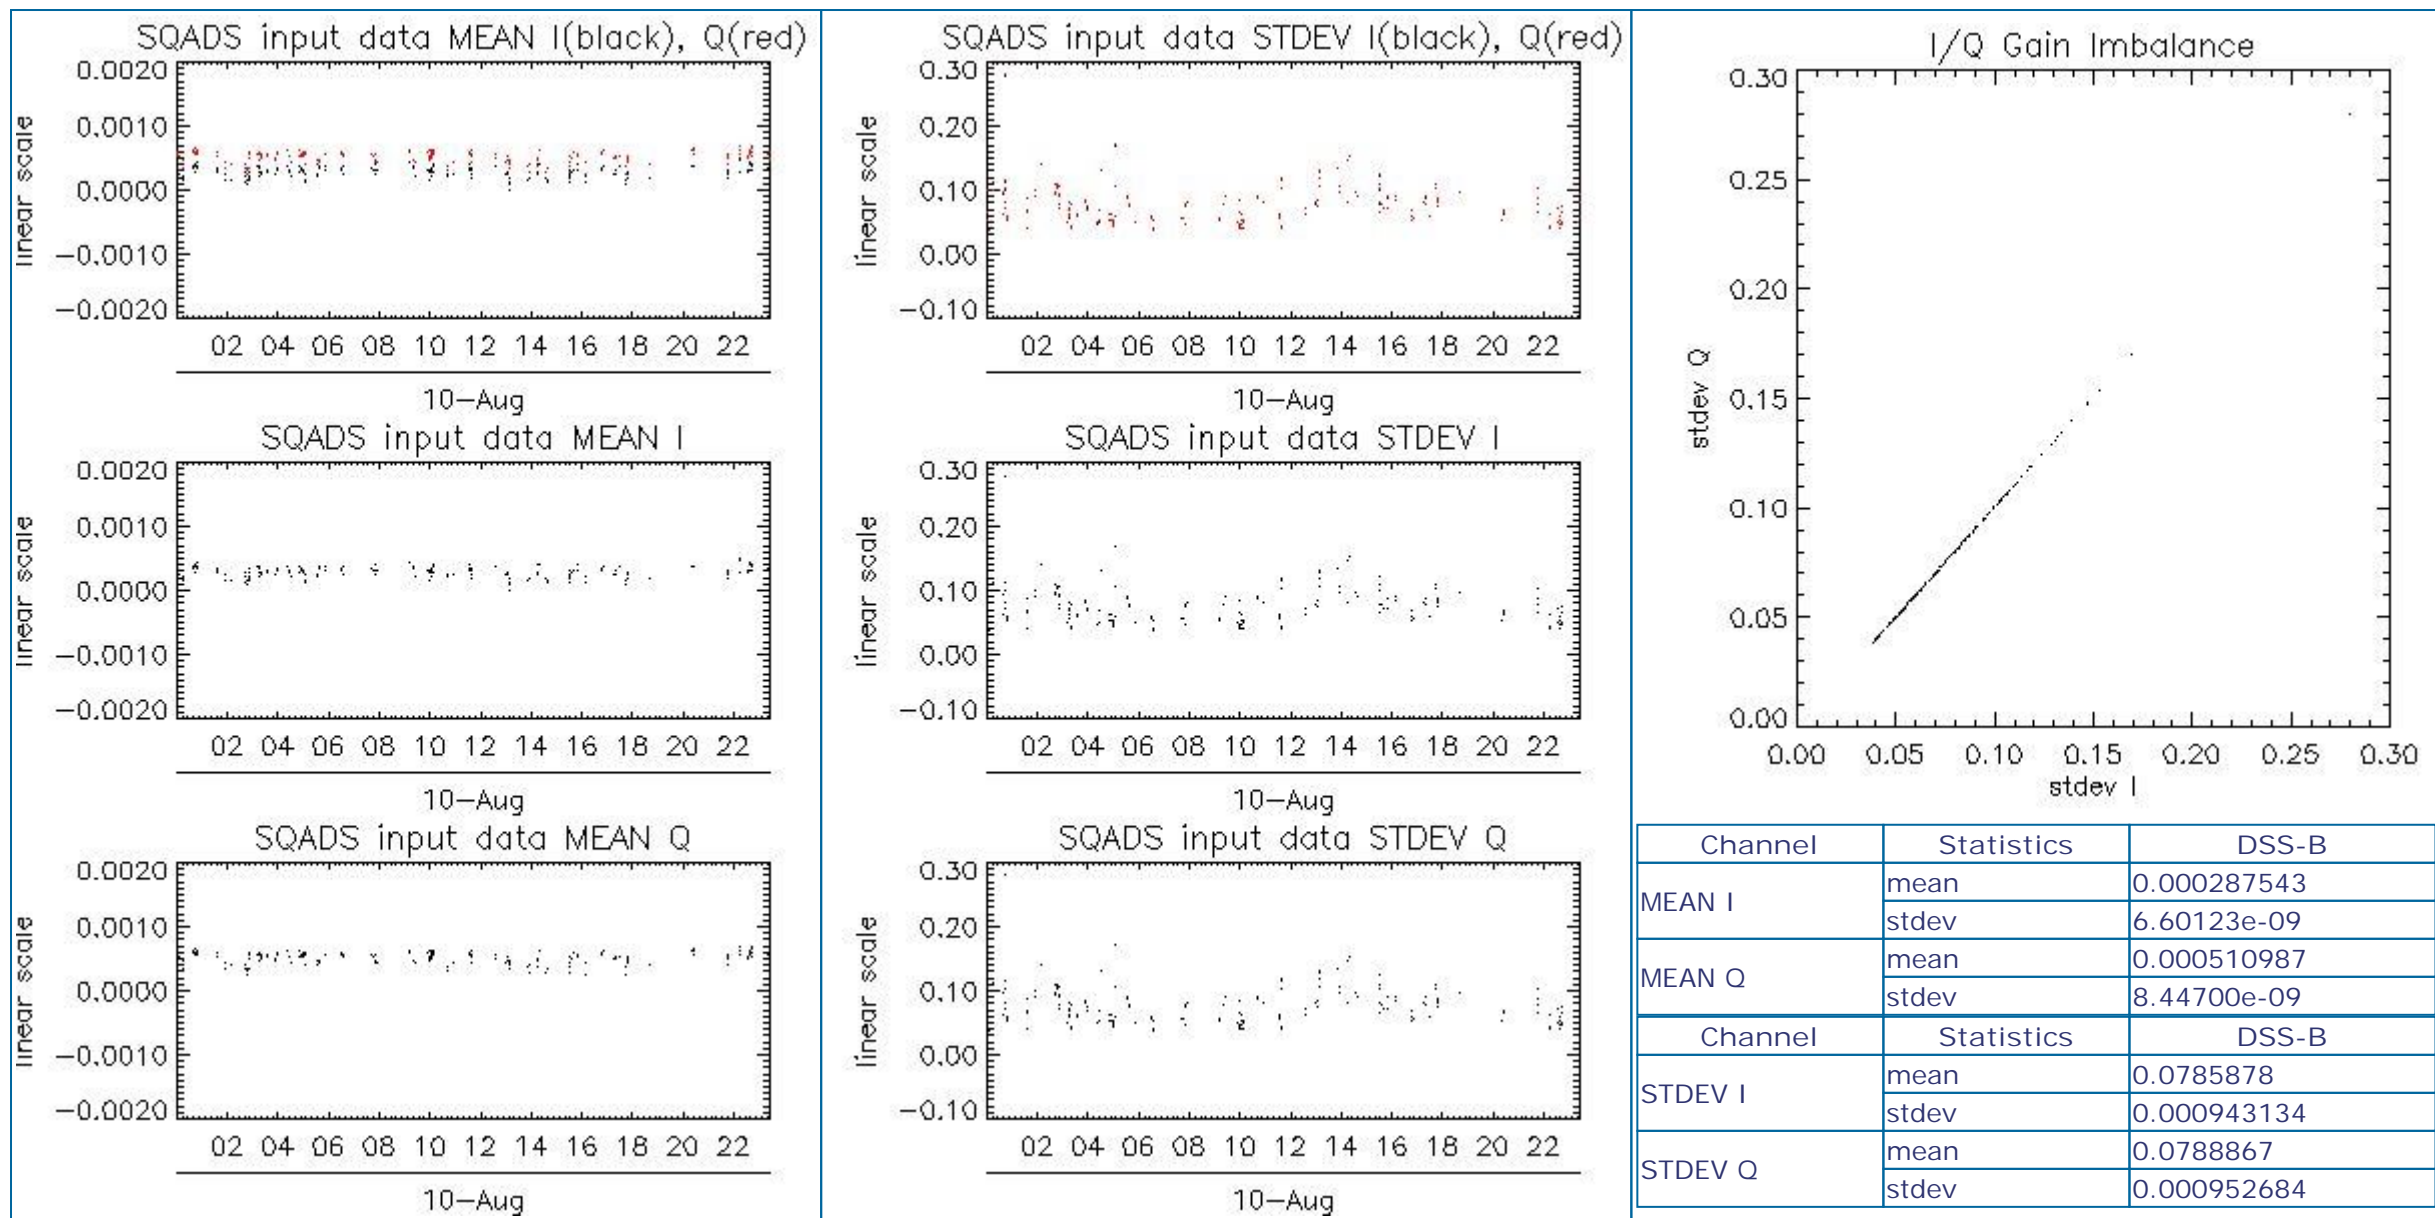 SQADS input data MEAN I(black), Q(red)
linear scale
0.0020
0.0010
0.0000
-0.0010
-0.0020
02 04 06 08 10 12 14 16 18 20 22
10-Aug
SQADS input data MEAN I
linear scale
0.0020
0.0010
0.0000
-0.0010
-0.0020
02 04 06 08 10 12 14 16 18 20 22
10-Aug
SQADS input data MEAN Q
linear scale
0.0020
0.0010
0.0000
-0.0010
-0.0020
02 04 06 08 10 12 14 16 18 20 22
10-Aug
SQADS input data STDEV I(black), Q(red)
linear scale
0.30
0.20
0.10
0.00
-0.10
02 04 06 08 10 12 14 16 18 20 22
10-Aug
SQADS input data STDEV I
linear scale
0.30
0.20
0.10
0.00
-0.10
02 04 06 08 10 12 14 16 18 20 22
10-Aug
SQADS input data STDEV Q
linear scale
0.30
0.20
0.10
0.00
-0.10
02 04 06 08 10 12 14 16 18 20 22
10-Aug
I/Q Gain Imbalance
stdev Q
0.30
0.25
0.20
0.15
0.10
0.05
0.00
0.00 0.05 0.10 0.15 0.20 0.25 0.30
stdev I
Channel Statistics DSS-B
MEAN I mean 0.000287543
stdev 6.60123e-09
MEAN Q mean 0.000510987
stdev 8.44700e-09
Channel Statistics DSS-B
STDEV I mean 0.0785878
stdev 0.000943134
STDEV Q mean 0.0788867
stdev 0.000952684